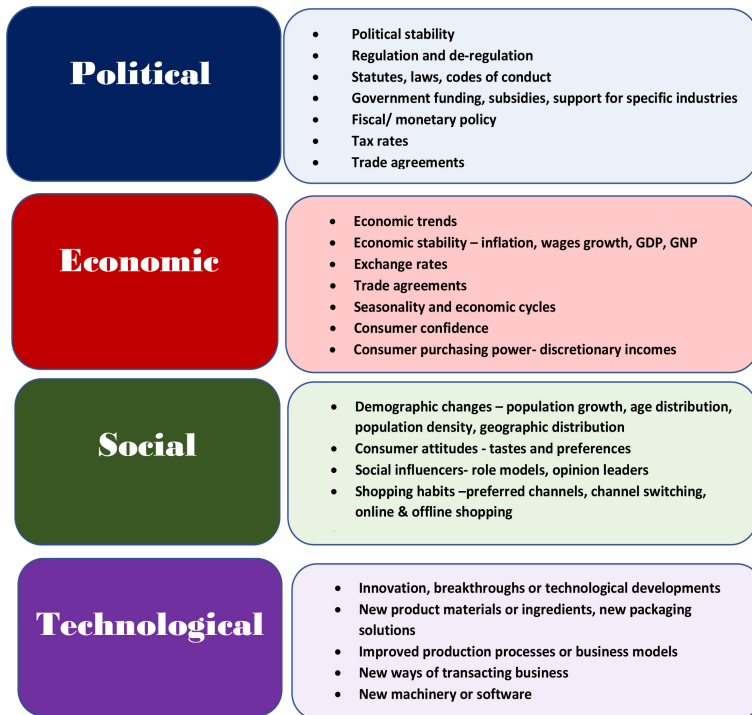 Political
• Political stability
• Regulation and de-regulation
• Statutes, laws, codes of conduct
• Government funding, subsidies, support for specific industries
• Fiscal/ monetary policy
• Tax rates
• Trade agreements
Economic
• Economic trends
• Economic stability – inflation, wages growth, GDP, GNP
• Exchange rates
• Trade agreements
• Seasonality and economic cycles
• Consumer confidence
• Consumer purchasing power- discretionary incomes
Social
• Demographic changes – population growth, age distribution,
population density, geographic distribution
• Consumer attitudes - tastes and preferences
• Social influencers- role models, opinion leaders
• Shopping habits –preferred channels, channel switching,
online & offline shopping
Technological
• Innovation, breakthroughs or technological developments
• New product materials or ingredients, new packaging
solutions
• Improved production processes or business models
• New ways of transacting business
• New machinery or software